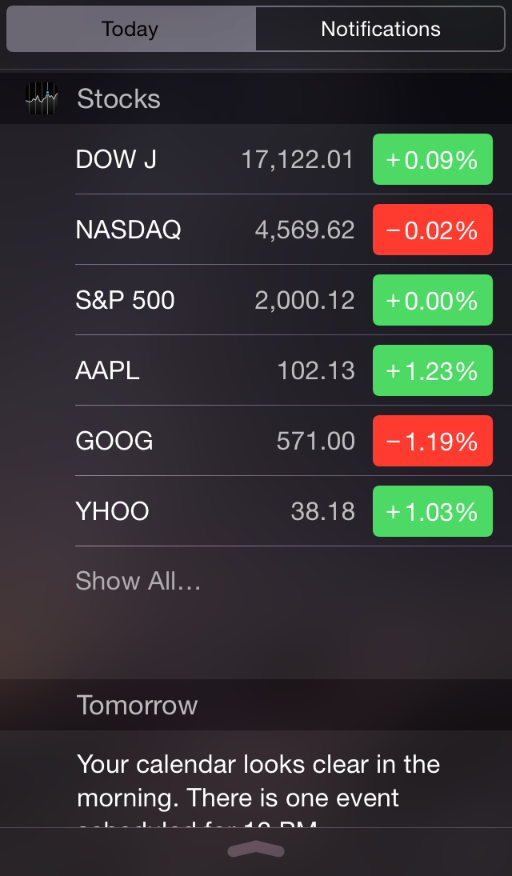 Today Notifications
Stocks
DOW J 17,122.01 +0.09%
NASDAQ 4,569.62 −0.02%
S&P 500 2,000.12 +0.00%
AAPL 102.13 +1.23%
GOOG 571.00 −1.19%
YHOO 38.18 +1.03%
Show All...
Tomorrow
Your calendar looks clear in the
morning. There is one event
scheduled for